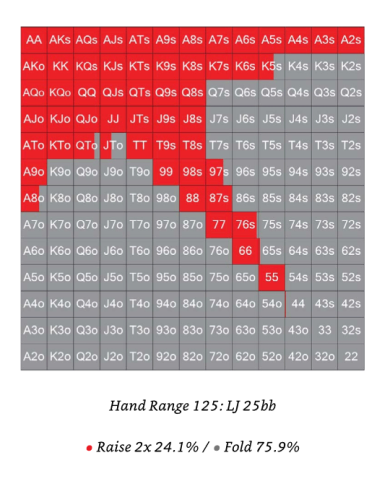 AA AKs AQs AJs ATs A9s A8s A7s A6s A5s A4s A3s A2s
AKo KK KQs KJs KTs K9s K8s K7s K6s K5s K4s K3s K2s
AQo KQo QQ QJs QTs Q9s Q8s Q7s Q6s Q5s Q4s Q3s Q2s
AJo KJo QJo JJ JTs J9s J8s J7s J6s J5s J4s J3s J2s
ATo KTo QTo JTo TT T9s T8s T7s T6s T5s T4s T3s T2s
A9o K9o Q9o J9o T9o 99 98s 97s 96s 95s 94s 93s 92s
A8o K8o Q8o J8o T8o 98o 88 87s 86s 85s 84s 83s 82s
A7o K7o Q7o J7o T7o 97o 87o 77 76s 75s 74s 73s 72s
A6o K6o Q6o J6o T6o 96o 86o 76o 66 65s 64s 63s 62s
A5o K5o Q5o J5o T5o 95o 85o 75o 65o 55 54s 53s 52s
A4o K4o Q4o J4o T4o 94o 84o 74o 64o 54o 44 43s 42s
A3o K3o Q3o J3o T3o 93o 83o 73o 63o 53o 43o 33 32s
A2o K2o Q2o J2o T2o 92o 82o 72o 62o 52o 42o 32o 22
Hand Range 125: LJ 25bb
• Raise 2x 24.1% / • Fold 75.9%